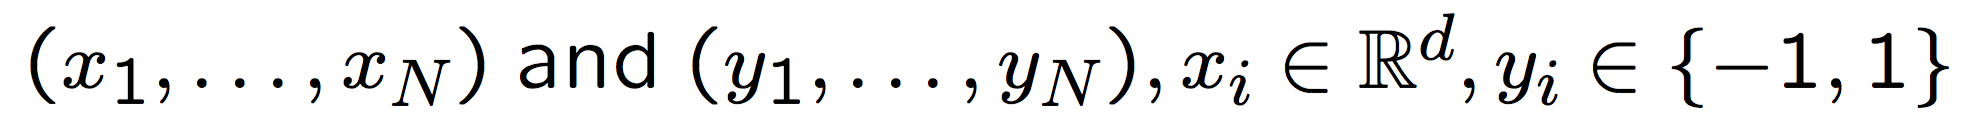 (x₁, . . . , x_N) and (y₁, . . . , y_N), xᵢ ∈ ℝᵈ, yᵢ ∈ {−1, 1}